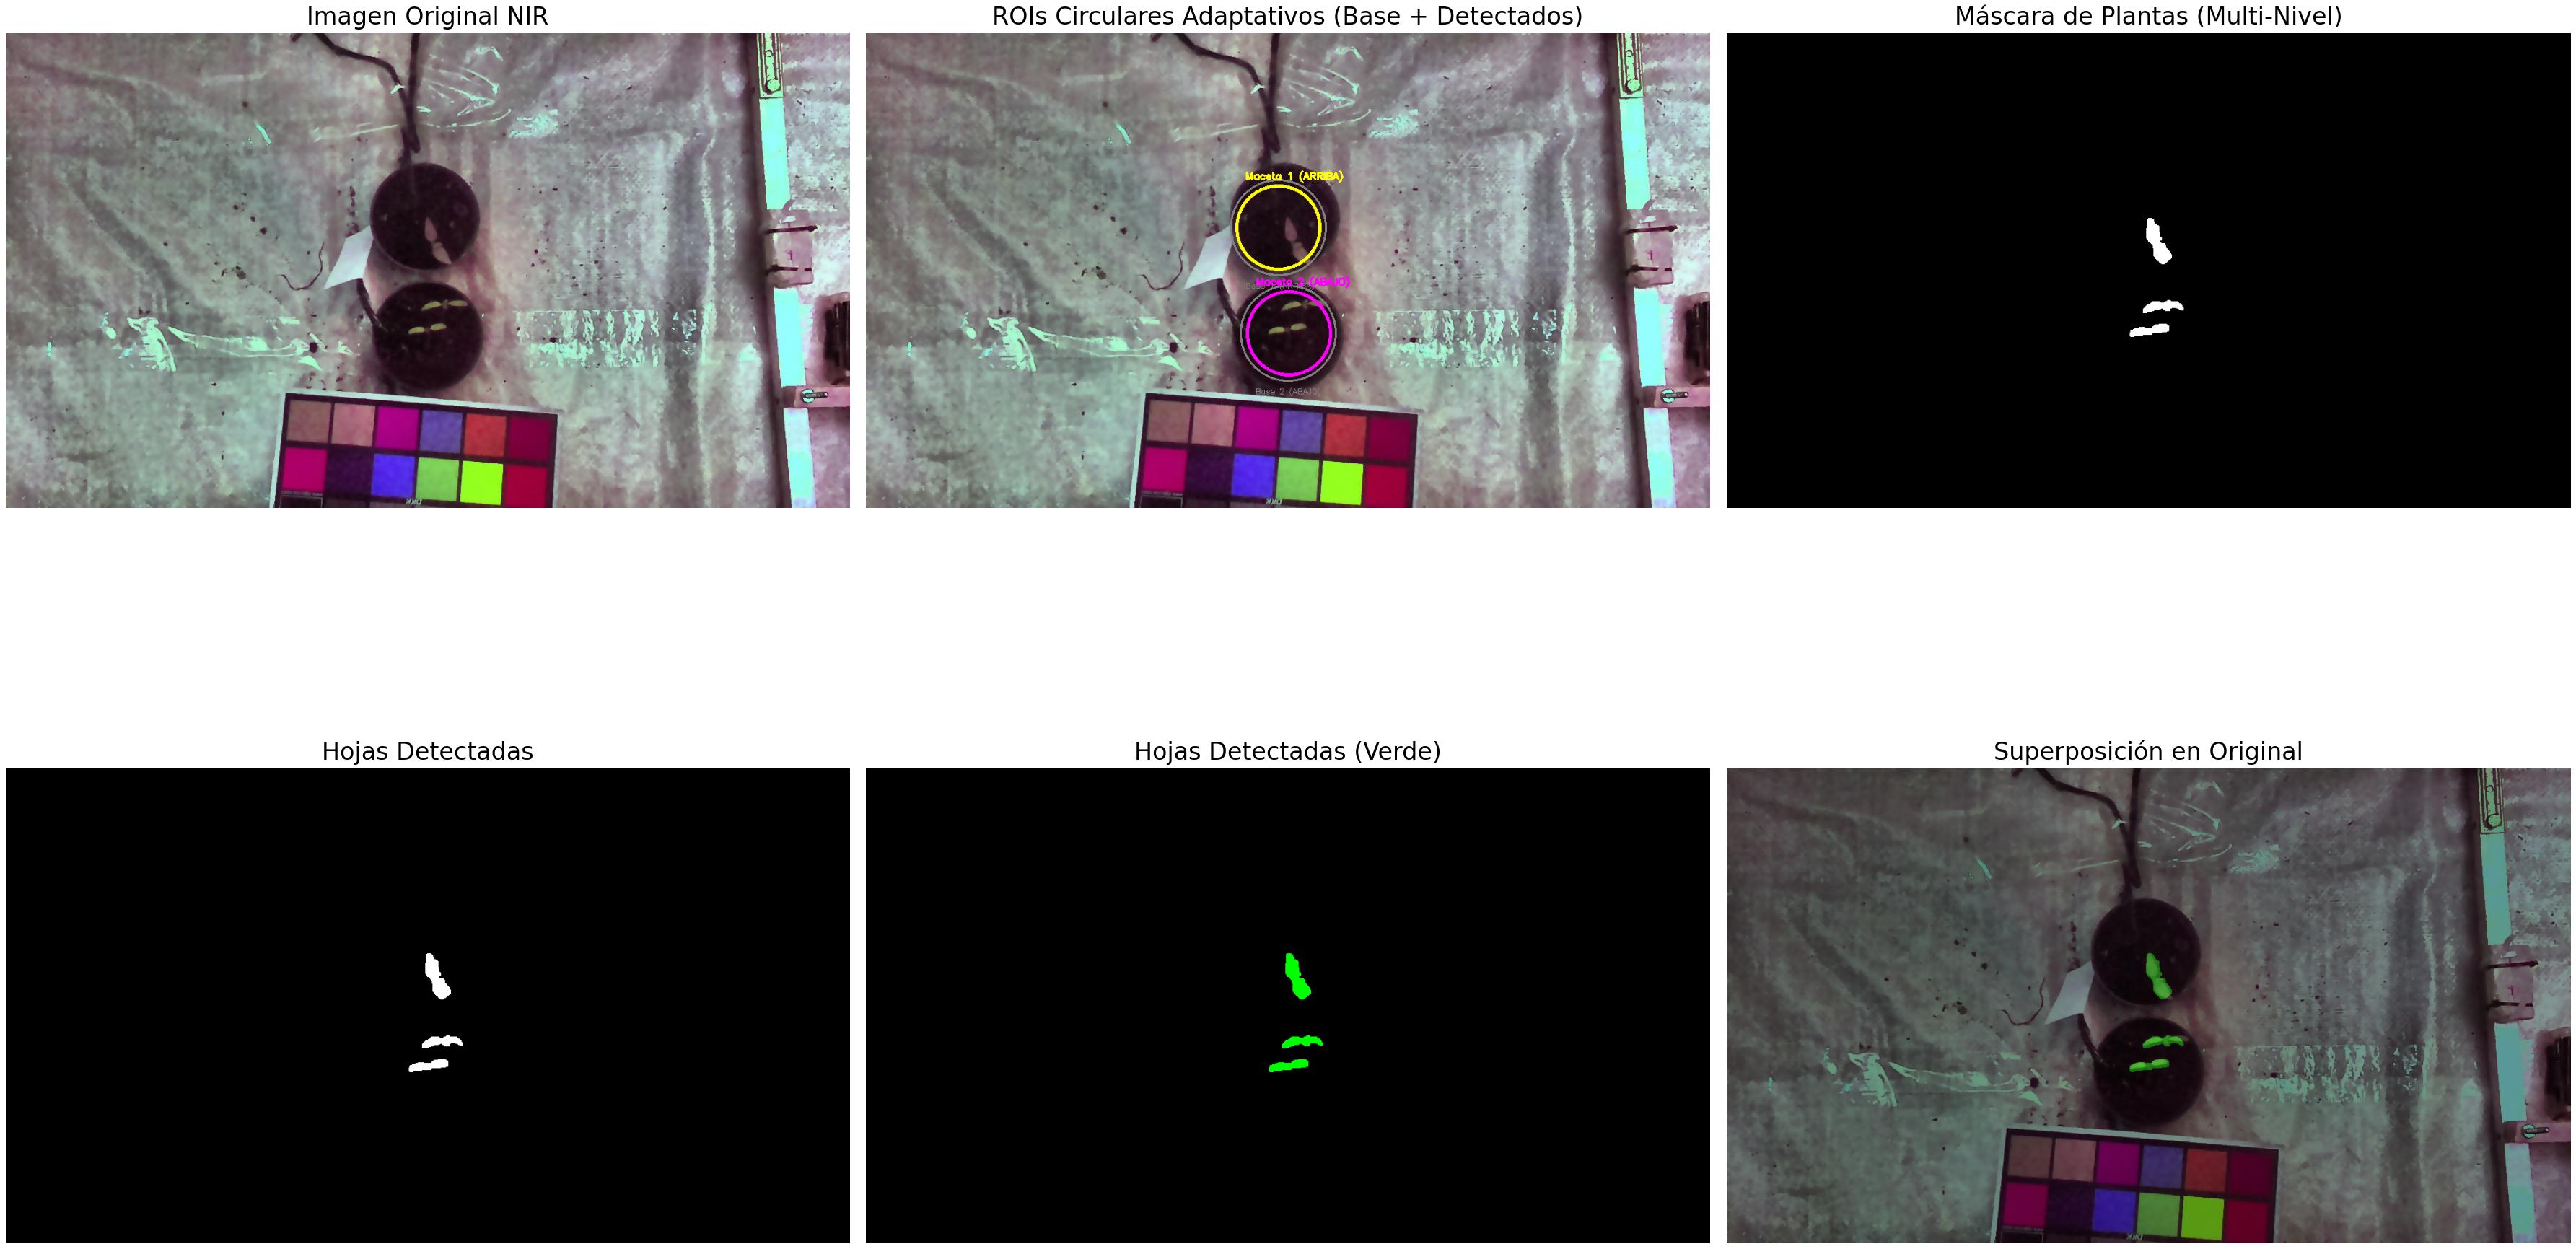 Imagen Original NIR
ROIs Circulares Adaptativos (Base + Detectados)
Máscara de Plantas (Multi-Nivel)
Maceta 1 (ARRIBA)
Maceta 2 (ABAJO)
Base 2 (ABAJO)
Hojas Detectadas
Hojas Detectadas (Verde)
Superposición en Original